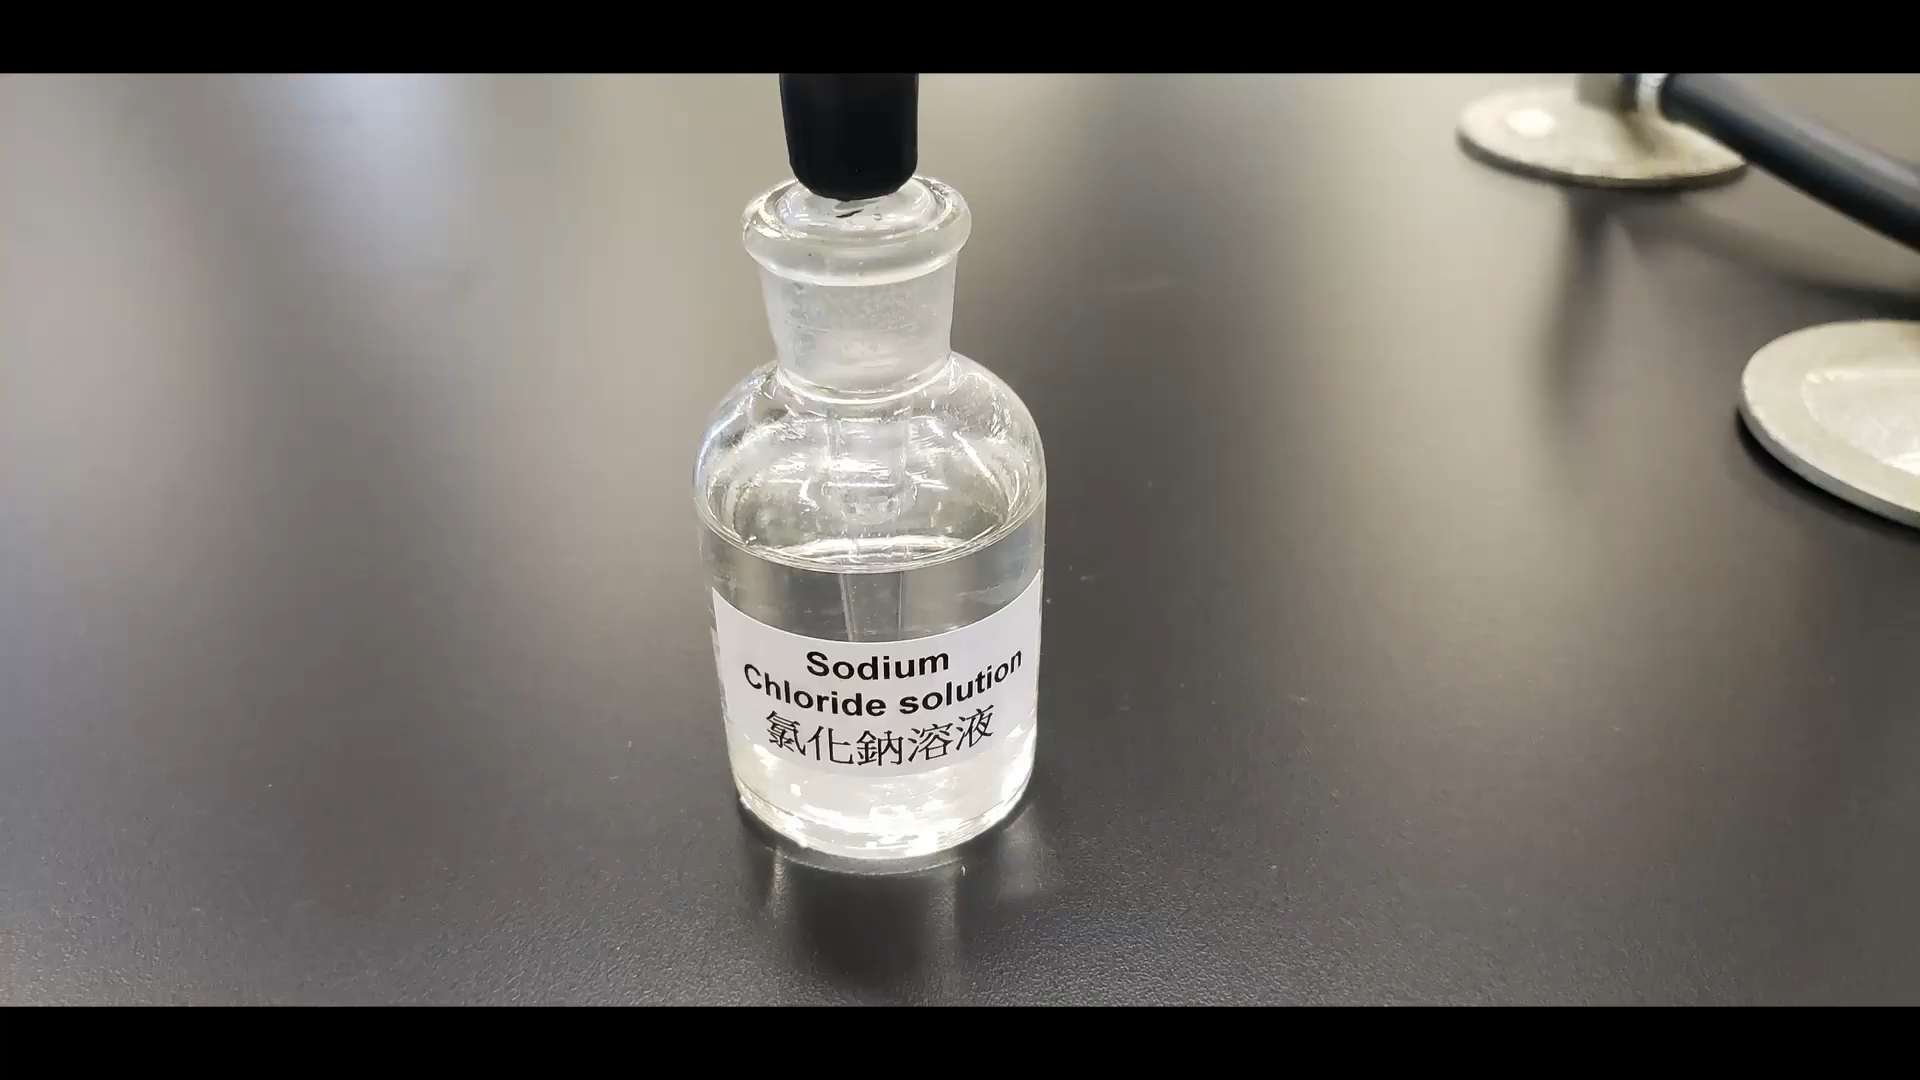 Sodium
Chloride solution
氯化鈉溶液